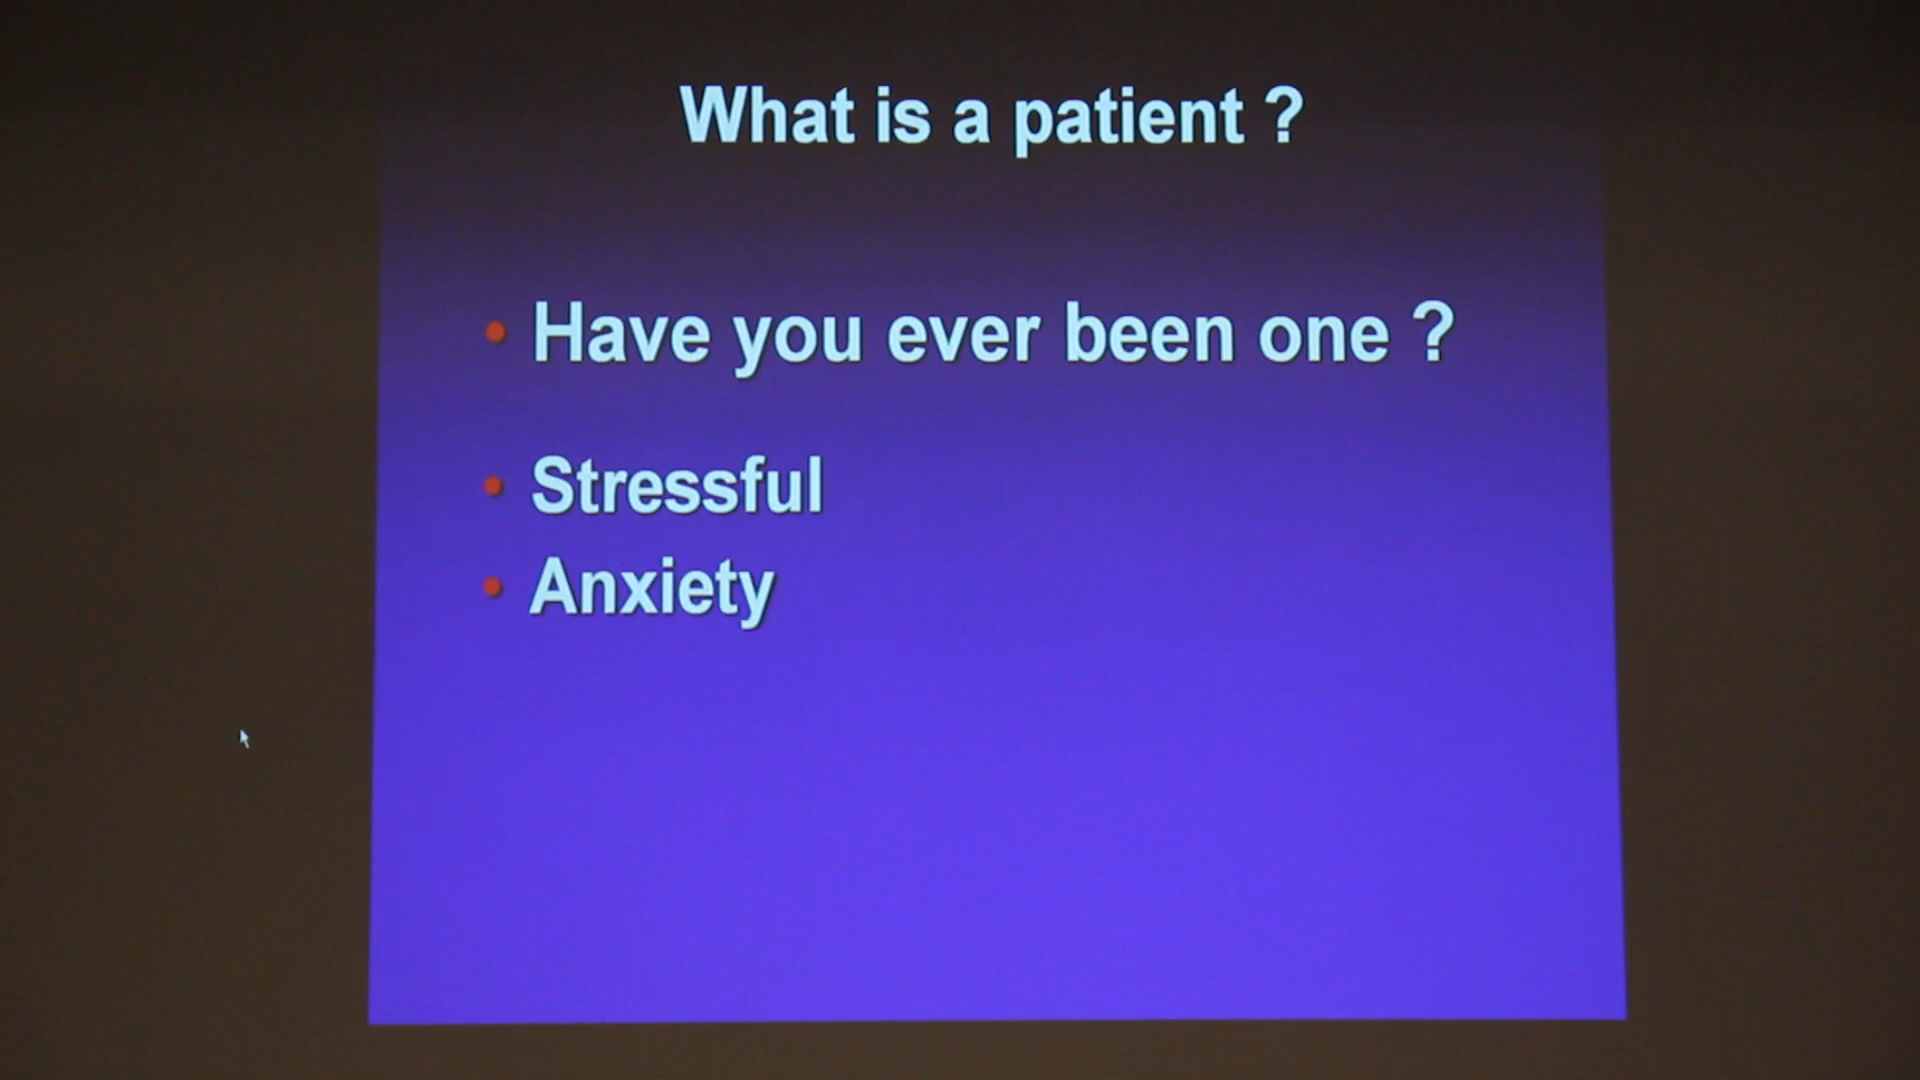 What is a patient ?
• Have you ever been one ?
• Stressful
• Anxiety